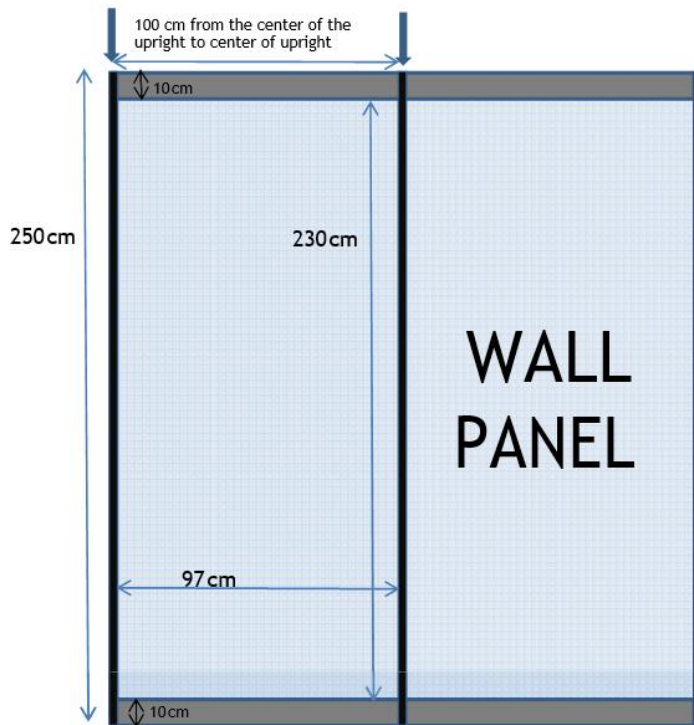 100 cm from the center of the
upright to center of upright
10cm
250cm
230cm
WALL
PANEL
97cm
10cm